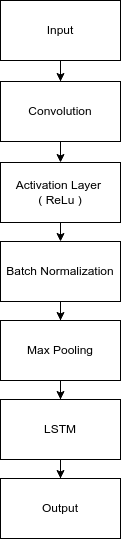 Input
Convolution
Activation Layer
( ReLu )
Batch Normalization
Max Pooling
LSTM
Output